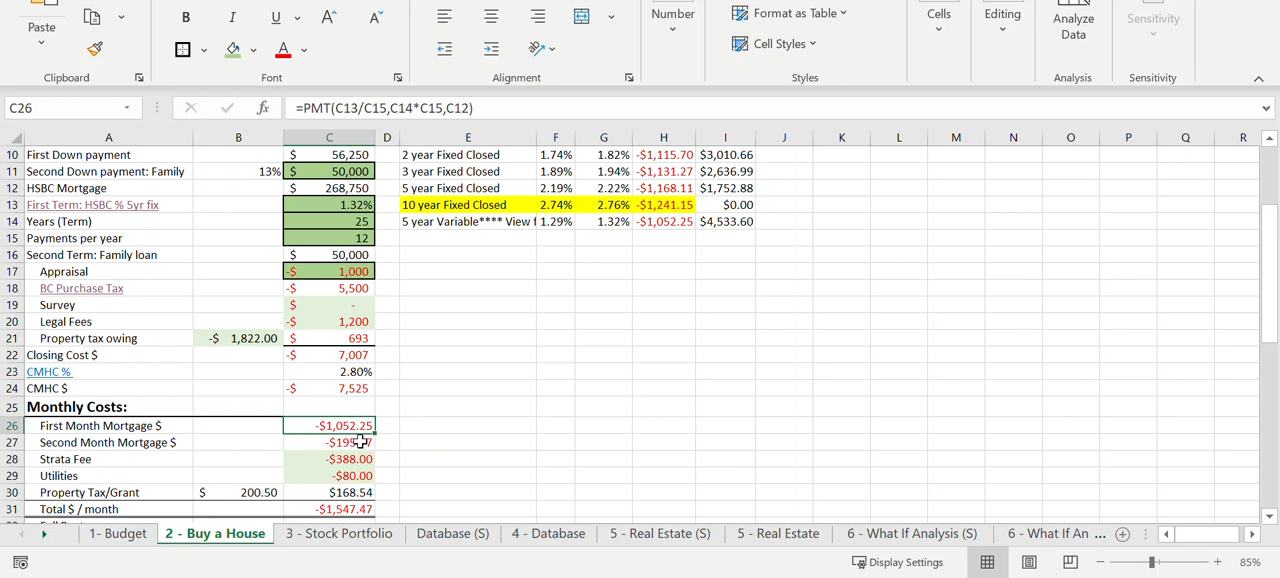 Paste
B I U A A
Number
Format as Table
Cell Styles
Cells
Editing
Analyze
Data
Sensitivity
A
Clipboard Font Alignment Styles Analysis Sensitivity
C26 fx =PMT(C13/C15,C14*C15,C12)
A B C D E F G H I J K L M N O P Q R
10 First Down payment $ 56,250 2 year Fixed Closed 1.74% 1.82% -$1,115.70 $3,010.66
11 Second Down payment: Family 13% $ 50,000 3 year Fixed Closed 1.89% 1.94% -$1,131.27 $2,636.99
12 HSBC Mortgage $ 268,750 5 year Fixed Closed 2.19% 2.22% -$1,168.11 $1,752.88
13 First Term: HSBC % 5yr fix 1.32% 10 year Fixed Closed 2.74% 2.76% -$1,241.15 $0.00
14 Years (Term) 25 5 year Variable**** View f 1.29% 1.32% -$1,052.25 $4,533.60
15 Payments per year 12
16 Second Term: Family loan $ 50,000
17 Appraisal -$ 1,000
18 BC Purchase Tax -$ 5,500
19 Survey $ -
20 Legal Fees -$ 1,200
21 Property tax owing -$ 1,822.00 $ 693
22 Closing Cost $ -$ 7,007
23 CMHC % 2.80%
24 CMHC $ -$ 7,525
25 Monthly Costs:
26 First Month Mortgage $ -$1,052.25
27 Second Month Mortgage $
28 Strata Fee -$388.00
29 Utilities -$80.00
30 Property Tax/Grant $ 200.50 $168.54
31 Total $ / month -$1,547.47
1- Budget 2 - Buy a House 3 - Stock Portfolio Database (S) 4 - Database 5 - Real Estate (S) 5 - Real Estate 6 - What If Analysis (S) 6 - What If An ...
Display Settings 85%